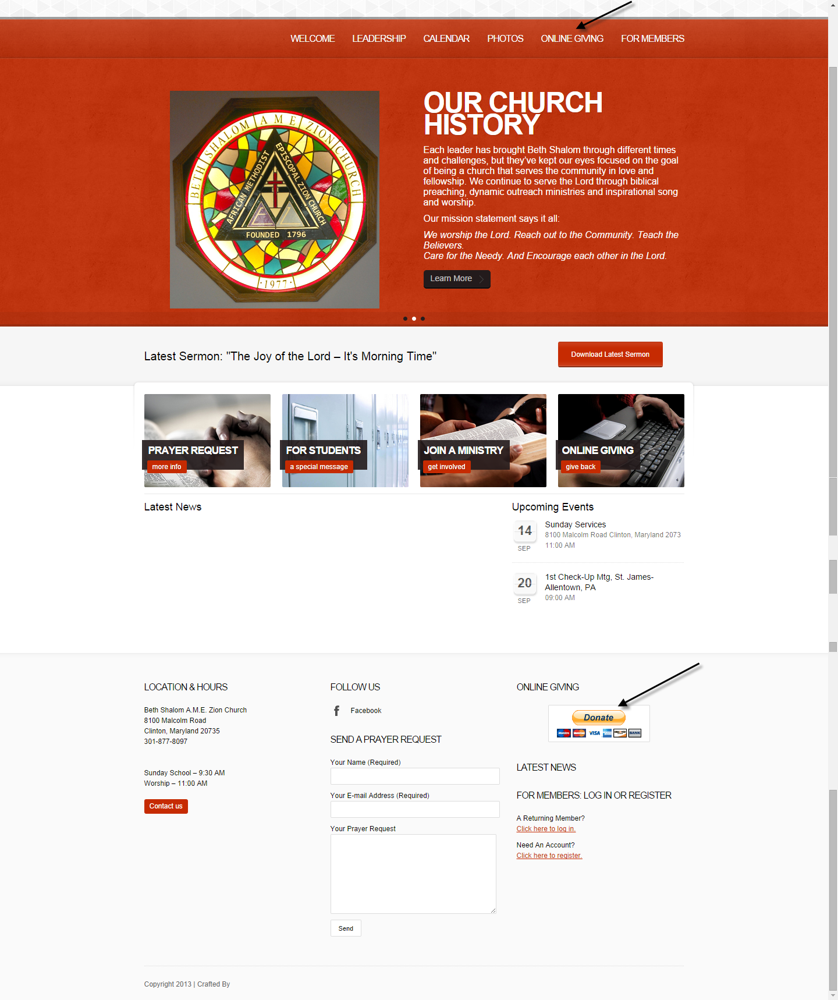 WELCOME
LEADERSHIP
CALENDAR
PHOTOS
ONLINE GIVING
FOR MEMBERS
BETH SHALOM A M E ZION CHURCH
AFRICAN METHODIST
EPISCOPAL ZION CHURCH
A
M
E
Z
FOUNDED 1796
· 1977 ·
OUR CHURCH
HISTORY
Each leader has brought Beth Shalom through different times
and challenges, but they've kept our eyes focused on the goal
of being a church that serves the community in love and
fellowship. We continue to serve the Lord through biblical
preaching, dynamic outreach ministries and inspirational song
and worship.
Our mission statement says it all:
We worship the Lord. Reach out to the Community. Teach the
Believers.
Care for the Needy. And Encourage each other in the Lord.
Learn More
Latest Sermon: "The Joy of the Lord – It's Morning Time"
Download Latest Sermon
PRAYER REQUEST
more info
FOR STUDENTS
a special message
JOIN A MINISTRY
get involved
ONLINE GIVING
give back
Latest News
Upcoming Events
14
SEP
Sunday Services
8100 Malcolm Road Clinton, Maryland 2073
11:00 AM
20
SEP
1st Check-Up Mtg, St. James-
Allentown, PA
09:00 AM
LOCATION & HOURS
Beth Shalom A.M.E. Zion Church
8100 Malcolm Road
Clinton, Maryland 20735
301-877-8097
Sunday School – 9:30 AM
Worship – 11:00 AM
Contact us
FOLLOW US
Facebook
SEND A PRAYER REQUEST
Your Name (Required)
Your E-mail Address (Required)
Your Prayer Request
Send
ONLINE GIVING
Donate
Maestro
MasterCard
VISA
DISCOVER
BANK
LATEST NEWS
FOR MEMBERS: LOG IN OR REGISTER
A Returning Member?
Click here to log in.
Need An Account?
Click here to register.
Copyright 2013 | Crafted By